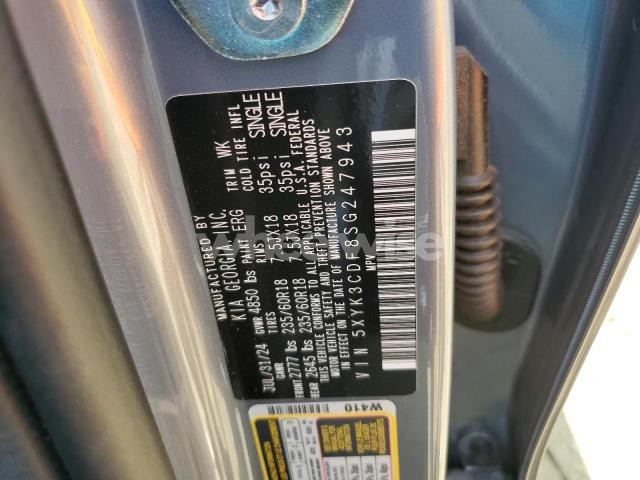 MANUFACTURED BY
KIA GEORGIA, INC.
JUL/31/24 GVWR 4850 lbs PAINT ERG TRIM WK
GAWR TIRES RIMS COLD TIRE INFL
FRONT 2777 lbs 235/60R18 7.5JX18 35psi SINGLE
REAR 2645 lbs 235/60R18 7.5JX18 35psi SINGLE
THIS VEHICLE CONFORMS TO ALL APPLICABLE U.S.A. FEDERAL
MOTOR VEHICLE SAFETY AND THEFT PREVENTION STANDARDS
IN EFFECT ON THE DATE OF MANUFACTURE SHOWN ABOVE
VIN 5XYK3CDF8SG247943
MPV
W410